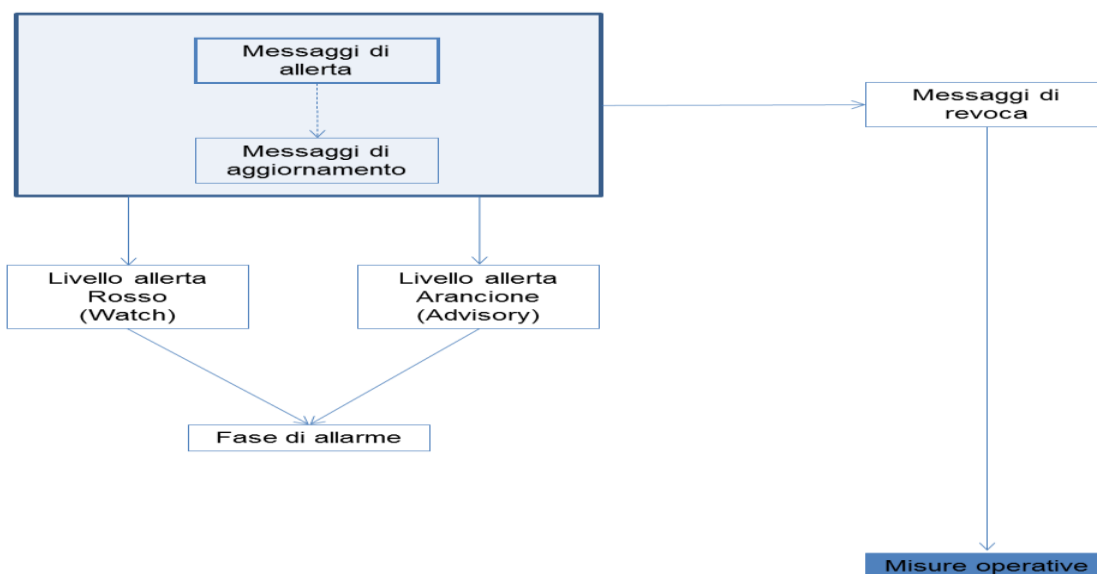 Messaggi di
allerta
Messaggi di
aggiornamento
Messaggi di
revoca
Livello allerta
Rosso
(Watch)
Livello allerta
Arancione
(Advisory)
Fase di allarme
Misure operative